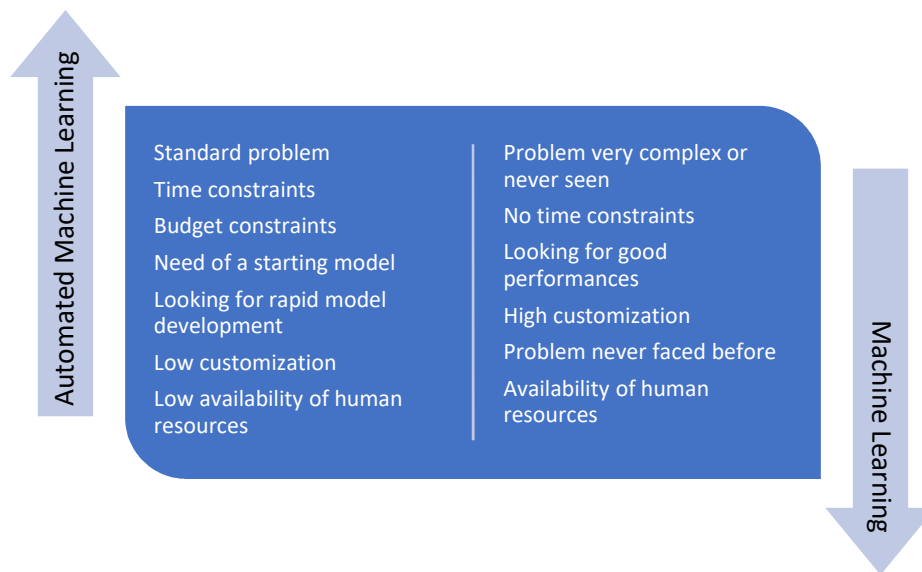 Automated Machine Learning
Standard problem
Time constraints
Budget constraints
Need of a starting model
Looking for rapid model
development
Low customization
Low availability of human
resources
Problem very complex or
never seen
No time constraints
Looking for good
performances
High customization
Problem never faced before
Availability of human
resources
Machine Learning